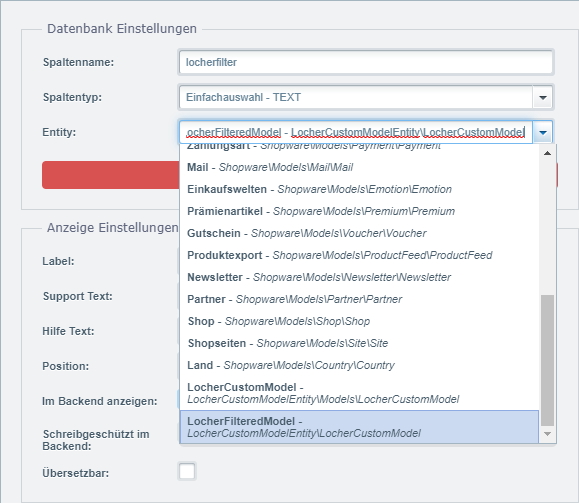 Datenbank Einstellungen
Spaltenname:
locherfilter
Spaltentyp:
Einfachauswahl - TEXT
Entity:
ocherFilteredModel - LocherCustomModelEntity\LocherCustomModel
Zahlungsart - Shopware\Models\Payment\Payment
Mail - Shopware\Models\Mail\Mail
Einkaufswelten - Shopware\Models\Emotion\Emotion
Prämienartikel - Shopware\Models\Premium\Premium
Gutschein - Shopware\Models\Voucher\Voucher
Produktexport - Shopware\Models\ProductFeed\ProductFeed
Newsletter - Shopware\Models\Newsletter\Newsletter
Partner - Shopware\Models\Partner\Partner
Shop - Shopware\Models\Shop\Shop
Shopseiten - Shopware\Models\Site\Site
Land - Shopware\Models\Country\Country
LocherCustomModel -
LocherCustomModelEntity\Models\LocherCustomModel
LocherFilteredModel -
LocherCustomModelEntity\LocherCustomModel
Anzeige Einstellungen
Label:
Support Text:
Hilfe Text:
Position:
Im Backend anzeigen:
Schreibgeschützt im
Backend:
Übersetzbar: